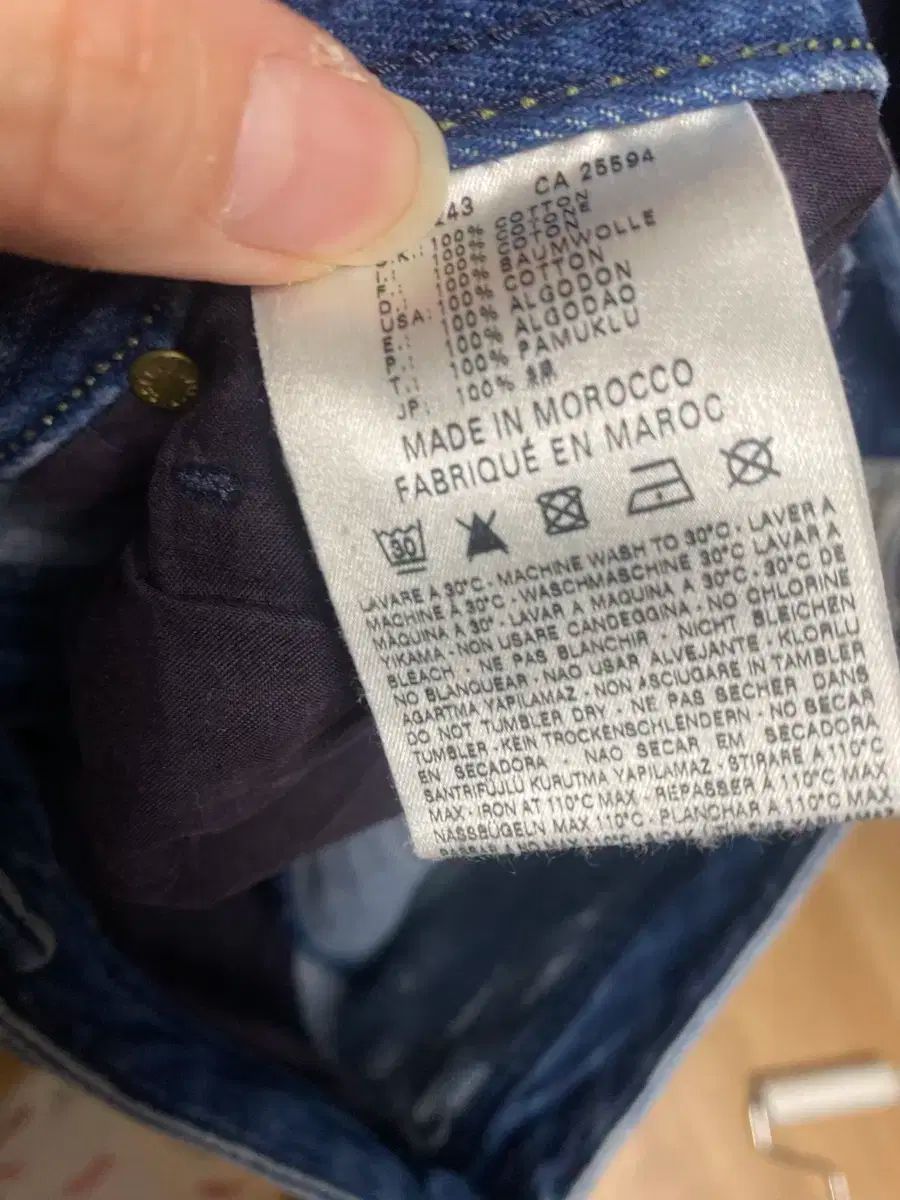 243 CA 25594
U.K.: 100% COTTON
I.: 100% COTONE
F.: 100% COTON
D.: 100% BAUMWOLLE
USA: 100% COTTON
E.: 100% ALGODON
P.: 100% ALGODAO
T.: 100% PAMUKLU
JP: 100% 綿
MADE IN MOROCCO
FABRIQUÉ EN MAROC
30
LAVARE A 30°C - MACHINE WASH TO 30°C - LAVER A
MACHINE À 30°C - WASCHMASCHINE 30°C LAVAR A
MAQUINA A 30° - LAVAR A MAQUINA A 30°C - 30°C DE
YIKAMA - NON USARE CANDEGGINA - NO CHLORINE
BLEACH - NE PAS BLANCHIR - NICHT BLEICHEN
NO BLANQUEAR - NAO USAR ALVEJANTE - KLORLU
AGARTMA YAPILAMAZ - NON ASCIUGARE IN TAMBLER
DO NOT TUMBLER DRY - NE PAS SECHER DANS
TUMBLER - KEIN TROCKENSCHLENDERN - NO SECAR
EN SECADORA - NAO SECAR EM SECADORA
SANTRIFÜJLÜ KURUTMA YAPILAMAZ - STIRARE A 110°C
MAX - IRON AT 110°C MAX - REPASSER À 110°C MAX
NASSBÜGELN MAX 110°C - PLANCHAR A 110°C MAX